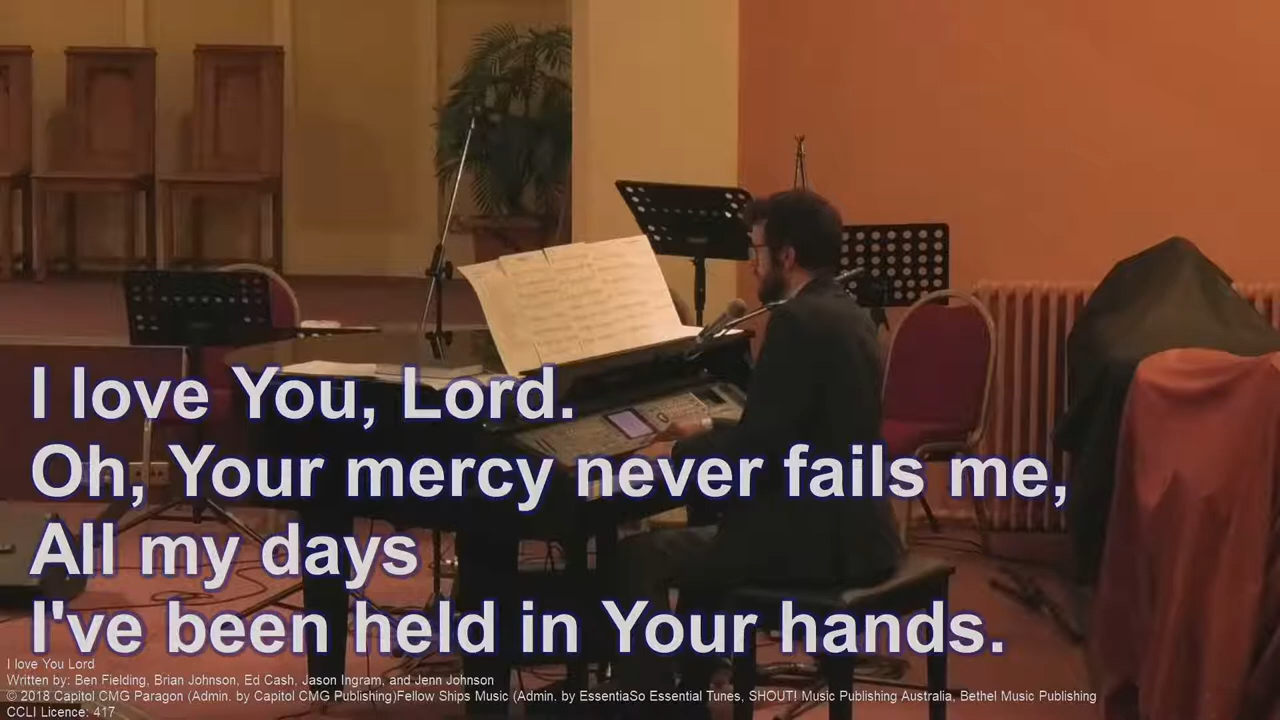 I love You, Lord.
Oh, Your mercy never fails me,
All my days
I've been held in Your hands.
I love You Lord
Written by: Ben Fielding, Brian Johnson, Ed Cash, Jason Ingram, and Jenn Johnson
© 2018 Capitol CMG Paragon (Admin. by Capitol CMG Publishing)Fellow Ships Music (Admin. by EssentiaSo Essential Tunes, SHOUT! Music Publishing Australia, Bethel Music Publishing
CCLI Licence: 417